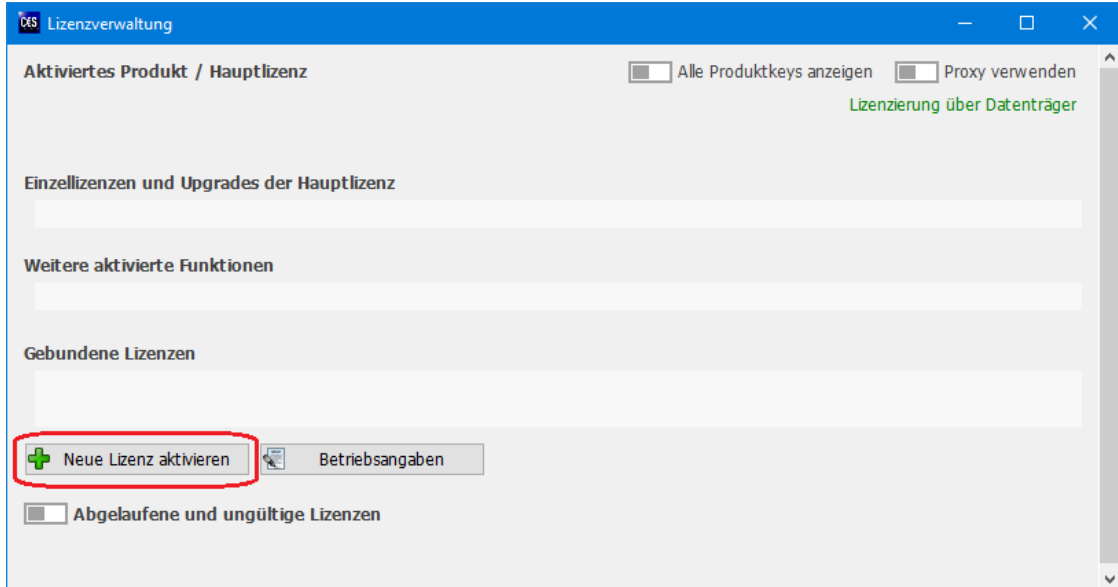 CES Lizenzverwaltung
Aktiviertes Produkt / Hauptlizenz Alle Produktkeys anzeigen Proxy verwenden
Lizenzierung über Datenträger
Einzellizenzen und Upgrades der Hauptlizenz
Weitere aktivierte Funktionen
Gebundene Lizenzen
Neue Lizenz aktivieren Betriebsangaben
Abgelaufene und ungültige Lizenzen